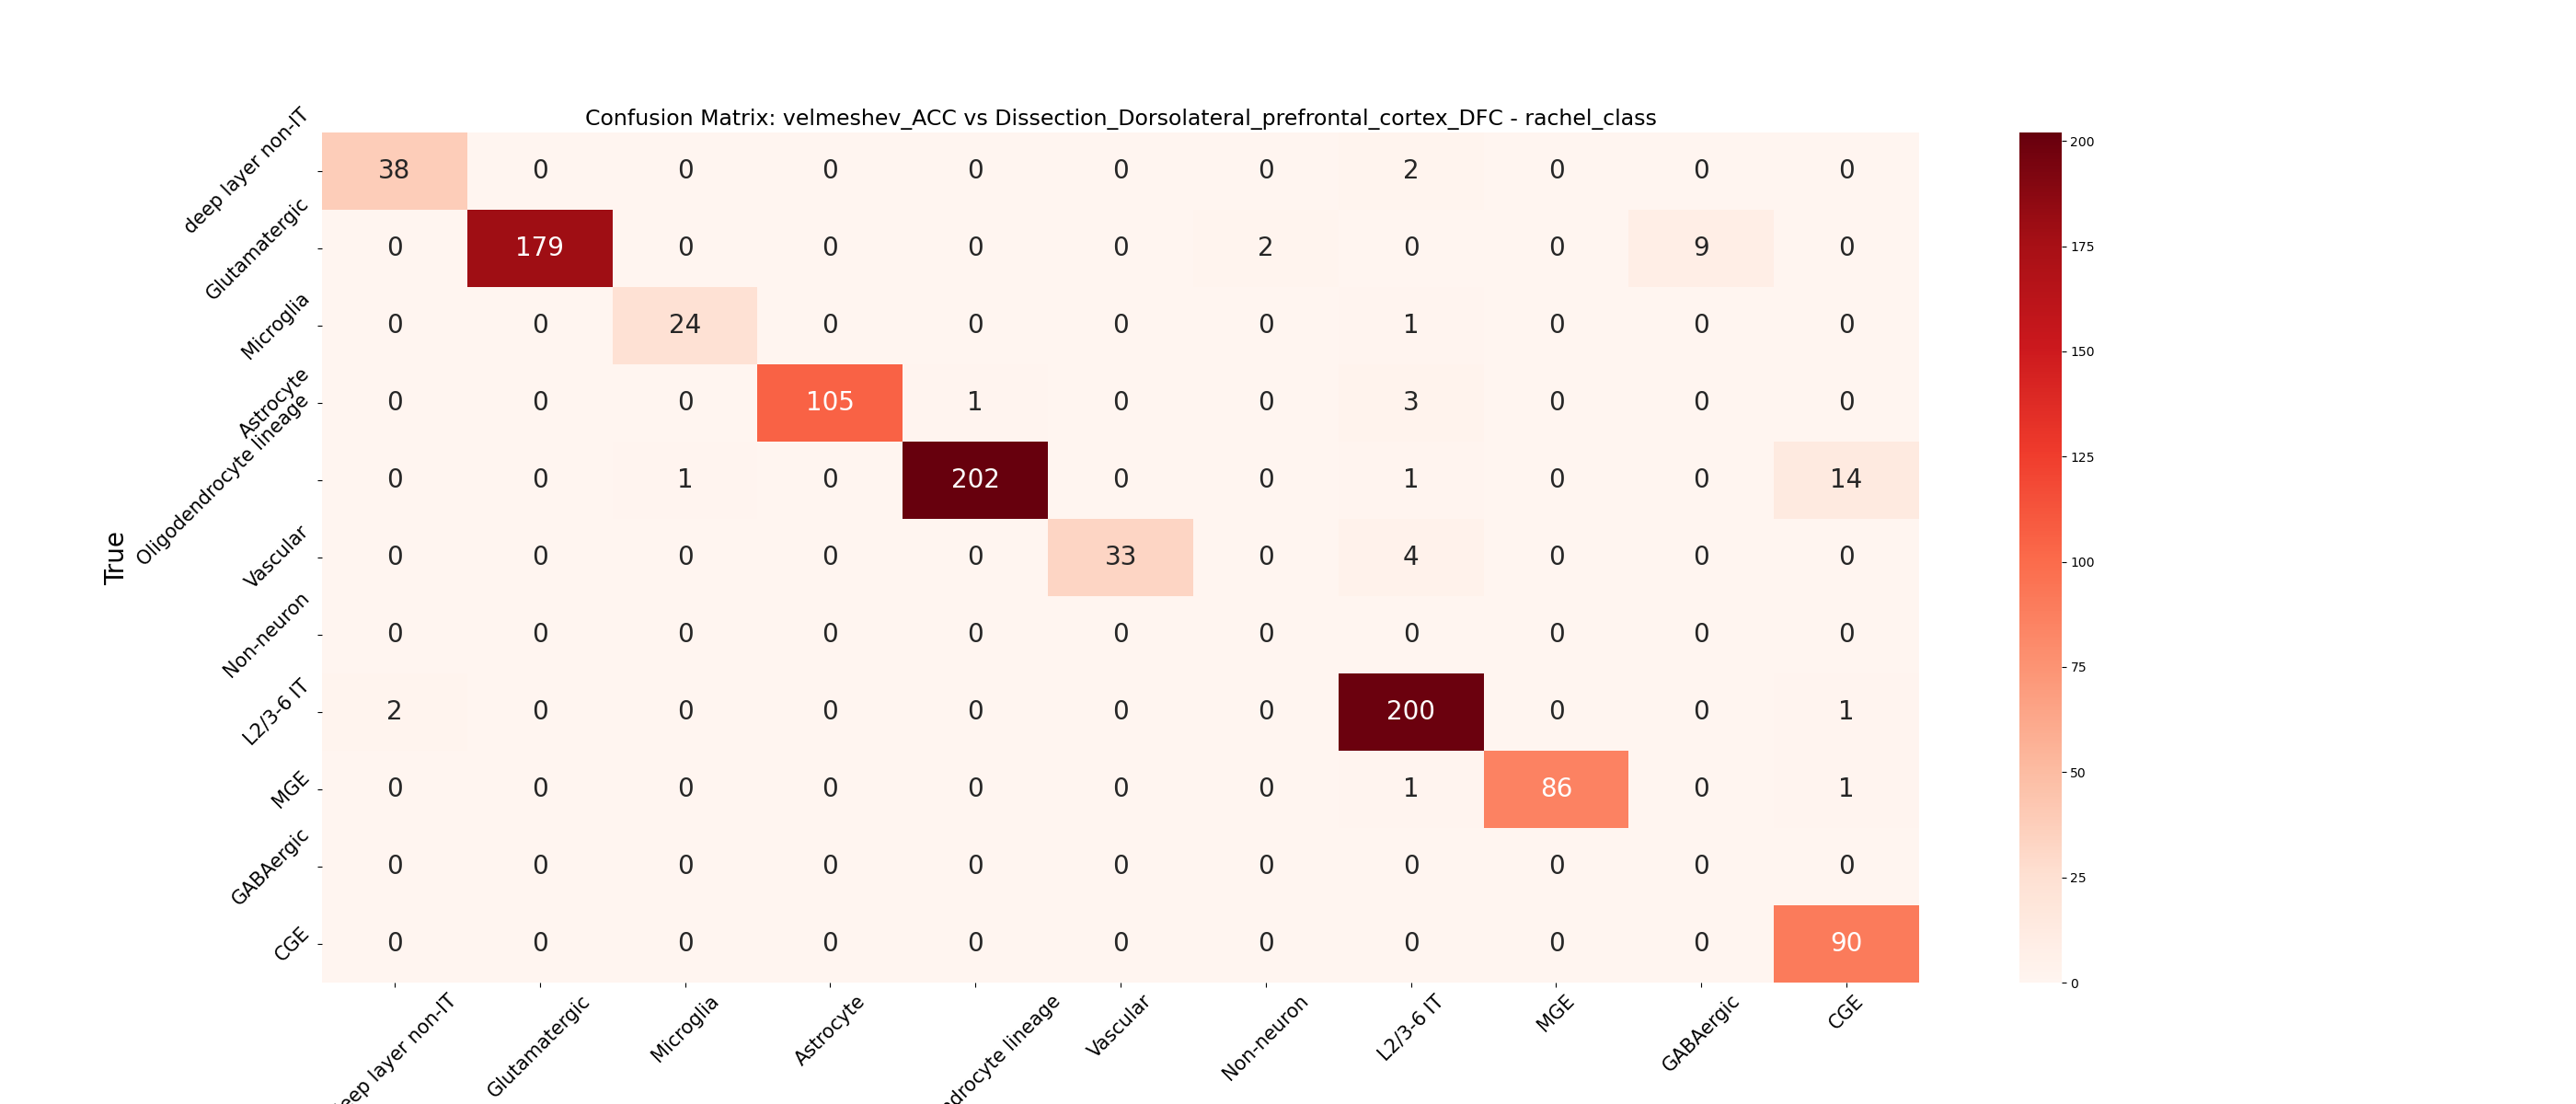 Confusion Matrix: velmeshev_ACC vs Dissection_Dorsolateral_prefrontal_cortex_DFC - rachel_class
True
deep layer non-IT 38 0 0 0 0 0 0 2 0 0 0
Glutamatergic 0 179 0 0 0 0 2 0 0 9 0
Microglia 0 0 24 0 0 0 0 1 0 0 0
Astrocyte 0 0 0 105 1 0 0 3 0 0 0
Oligodendrocyte lineage 0 0 1 0 202 0 0 1 0 0 14
Vascular 0 0 0 0 0 33 0 4 0 0 0
Non-neuron 0 0 0 0 0 0 0 0 0 0 0
L2/3-6 IT 2 0 0 0 0 0 0 200 0 0 1
MGE 0 0 0 0 0 0 0 1 86 0 1
GABAergic 0 0 0 0 0 0 0 0 0 0 0
CGE 0 0 0 0 0 0 0 0 0 0 90
eep layer non-IT
Glutamatergic
Microglia
Astrocyte
ndrocyte lineage
Vascular
Non-neuron
L2/3-6 IT
MGE
GABAergic
CGE
200
175
150
125
100
75
50
25
0